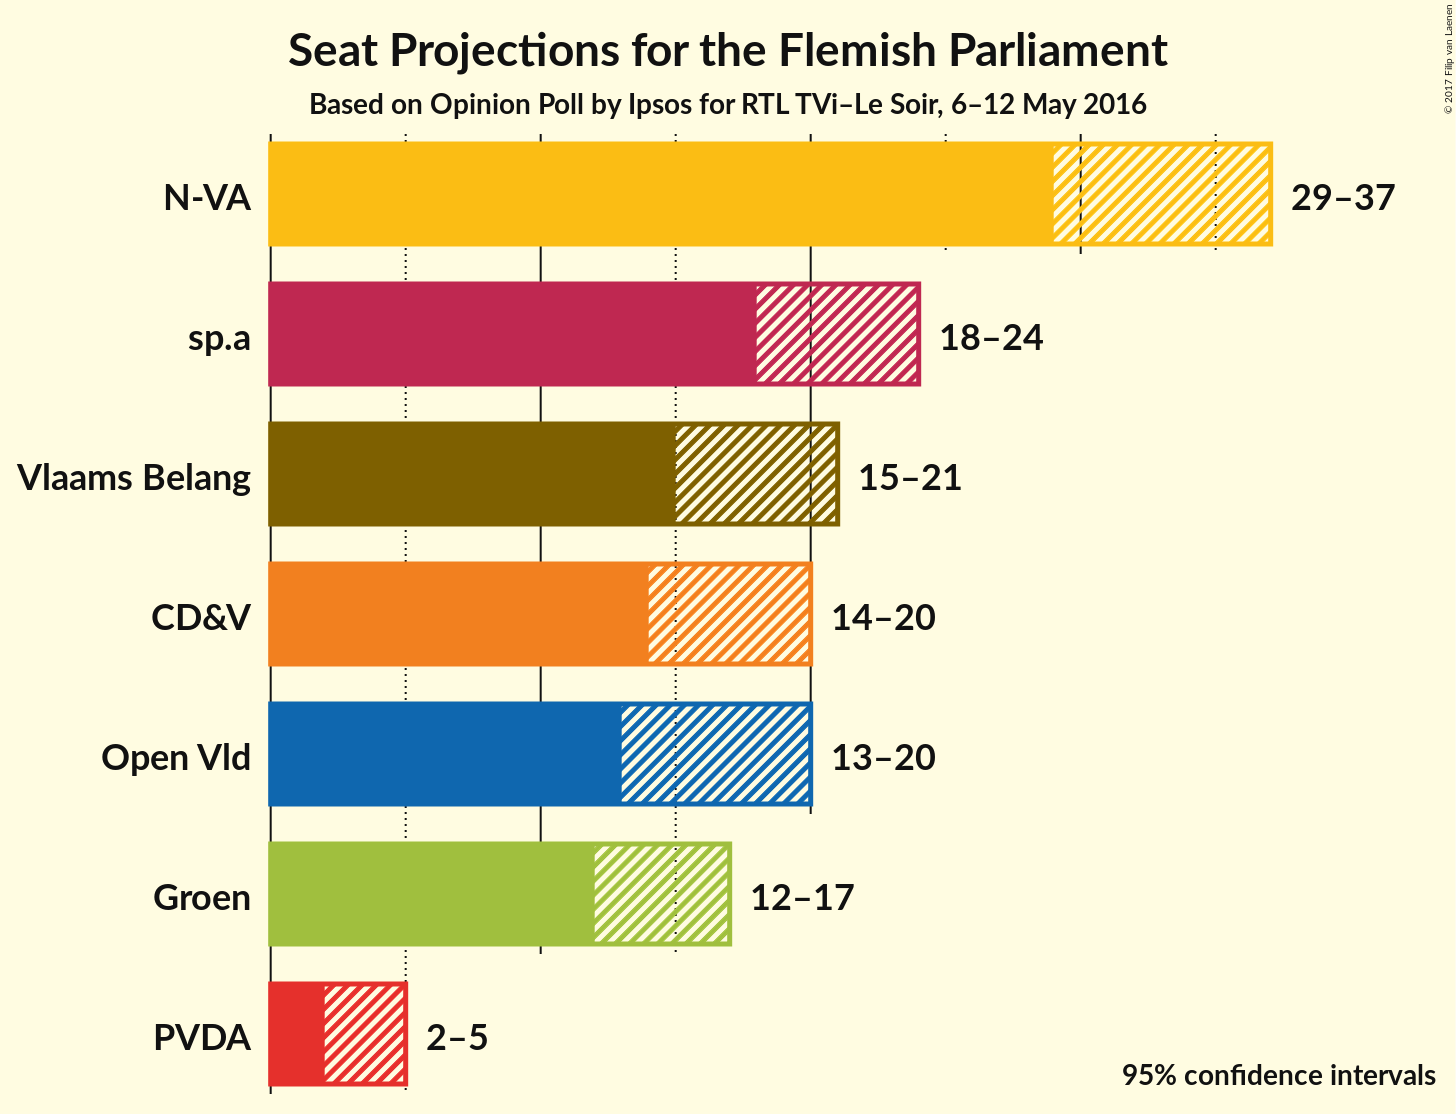 Seat Projections for the Flemish Parliament
Based on Opinion Poll by Ipsos for RTL TVi–Le Soir, 6–12 May 2016
© 2017 Filip van Laenen
N-VA 29–37
sp.a 18–24
Vlaams Belang 15–21
CD&V 14–20
Open Vld 13–20
Groen 12–17
PVDA 2–5
95% confidence intervals